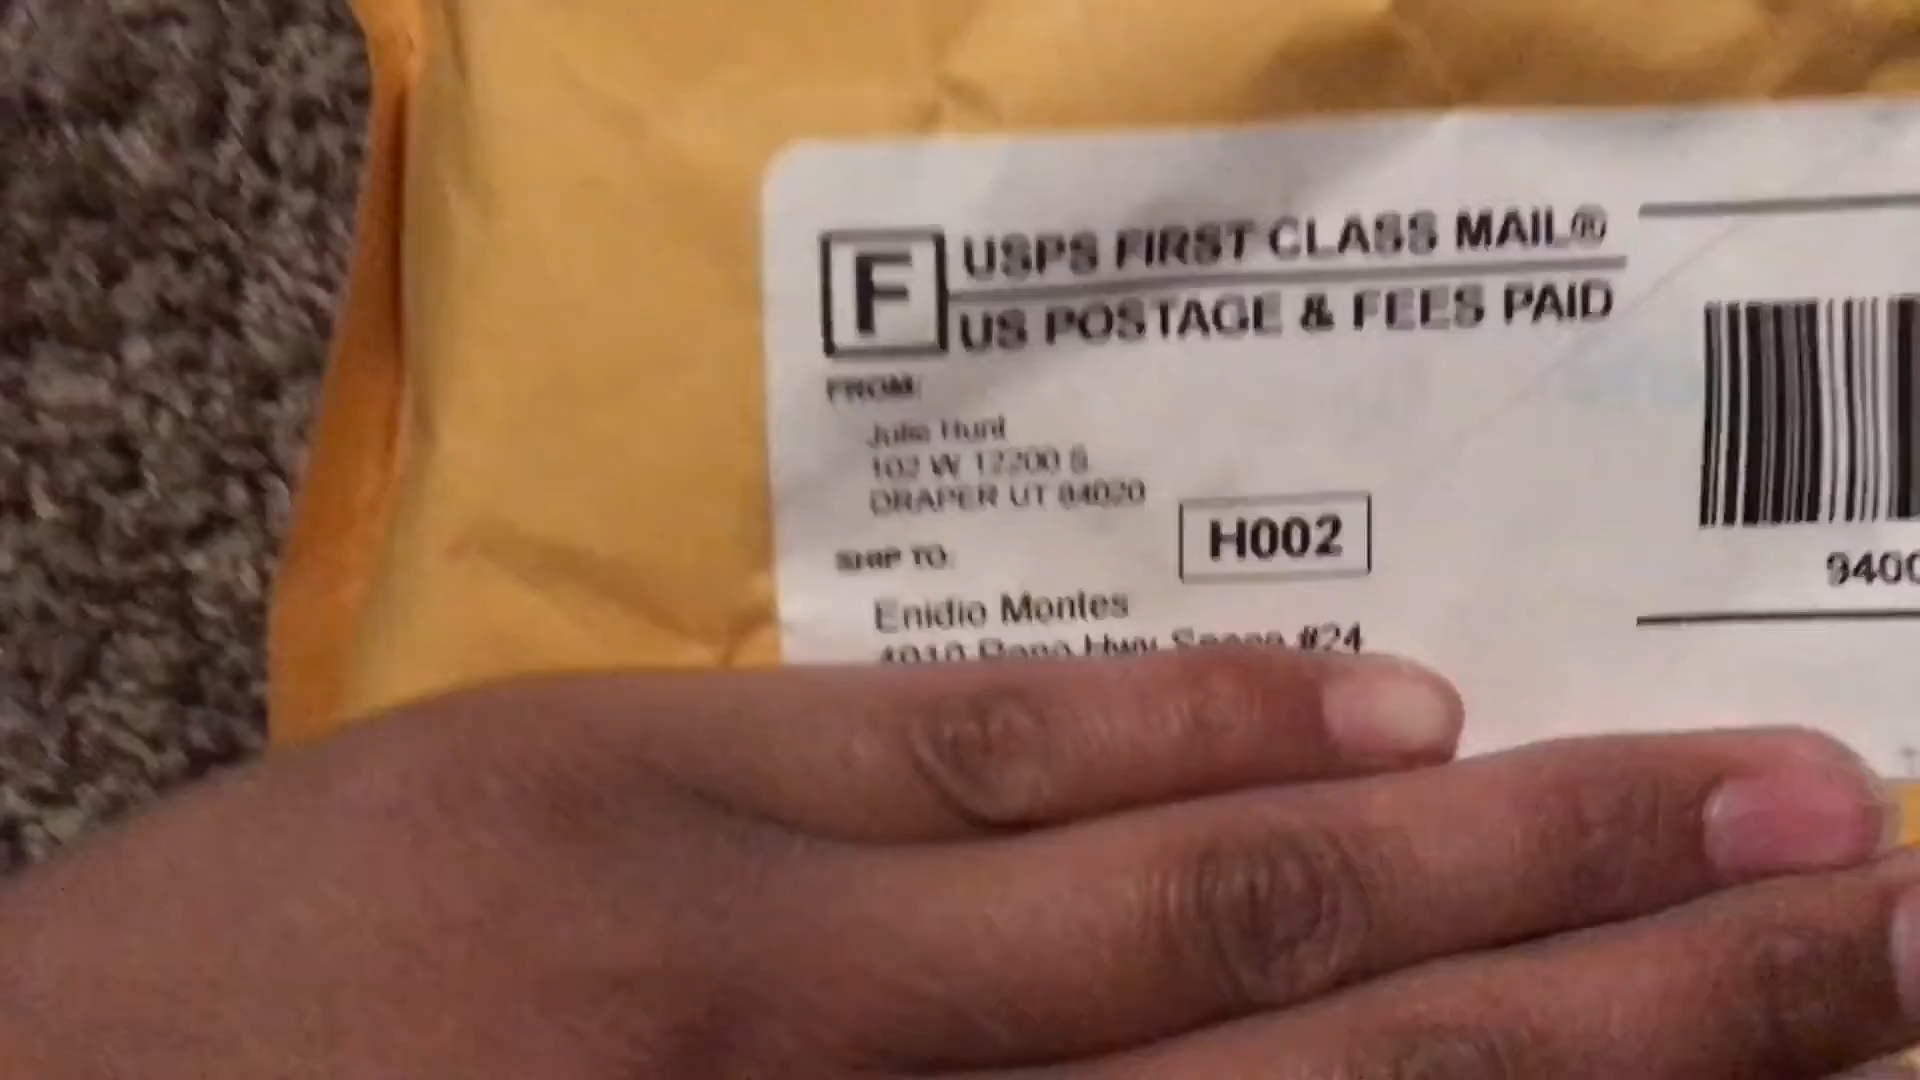 F
USPS FIRST CLASS MAIL®
US POSTAGE & FEES PAID
FROM:
Julie Hunt
102 W 12200 S
DRAPER UT 84020
H002
SHIP TO:
Enidio Montes
#24
9400